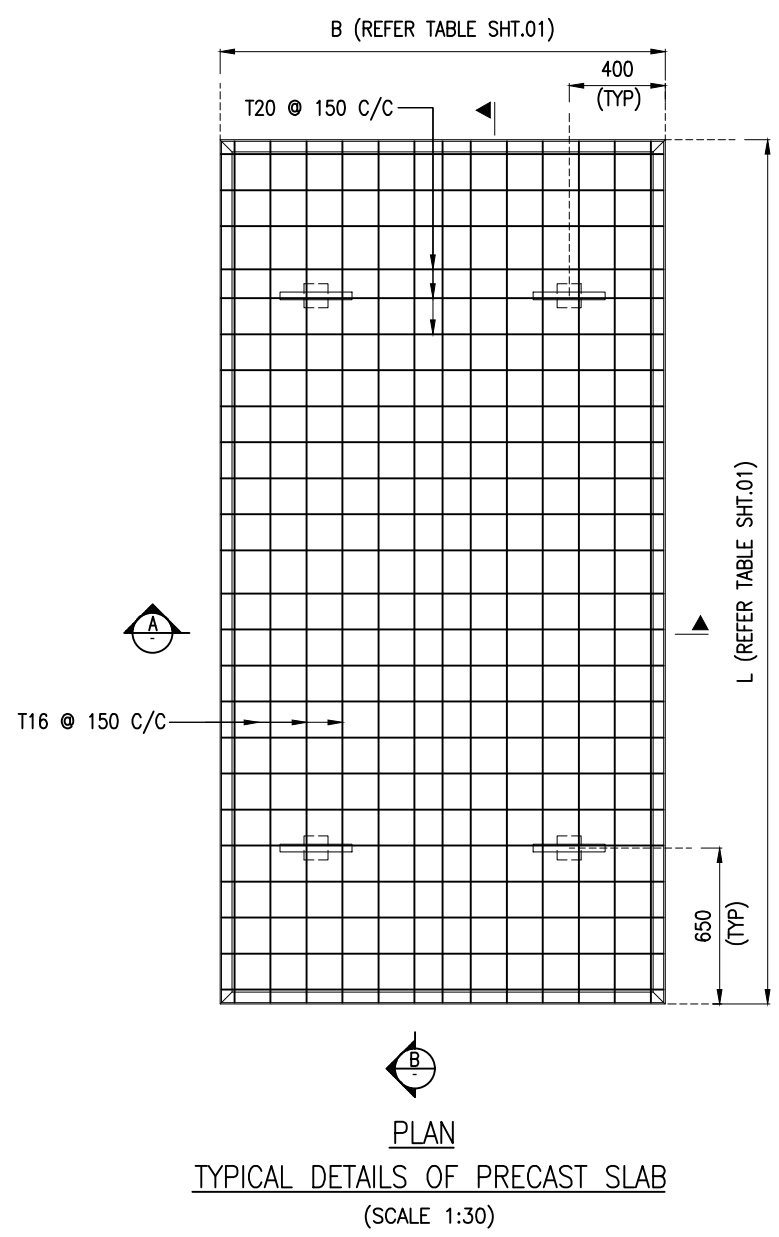 B (REFER TABLE SHT.01)
400
(TYP)
T20 @ 150 C/C
L (REFER TABLE SHT.01)
A
-
T16 @ 150 C/C
650
(TYP)
B
-
PLAN
TYPICAL DETAILS OF PRECAST SLAB
(SCALE 1:30)